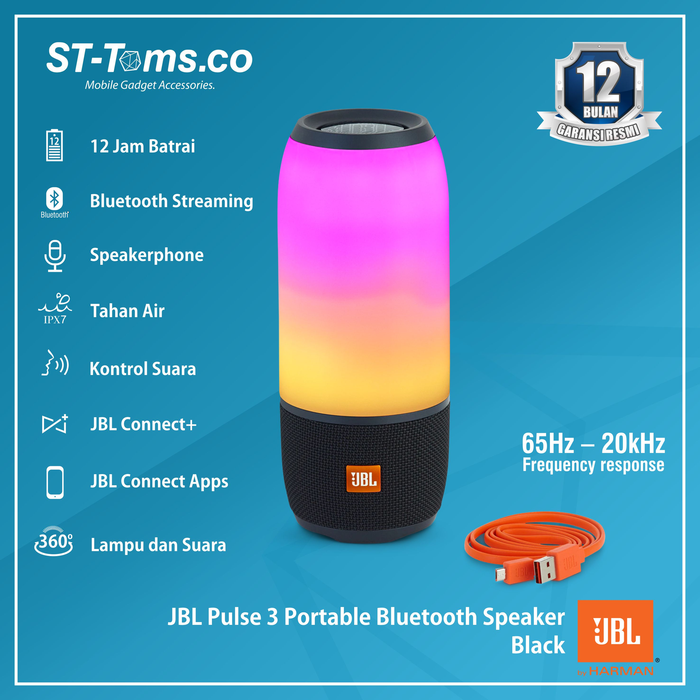 ST-Toms.co
Mobile Gadget Accessories.
12
BULAN
GARANSI RESMI
12
12 Jam Batrai
Bluetooth
Bluetooth Streaming
Speakerphone
IPX7
Tahan Air
Kontrol Suara
JBL Connect+
JBL Connect Apps
360°
Lampu dan Suara
JBL
65Hz – 20kHz
Frequency response
JBL Pulse 3 Portable Bluetooth Speaker
Black
JBL
®
by HARMAN